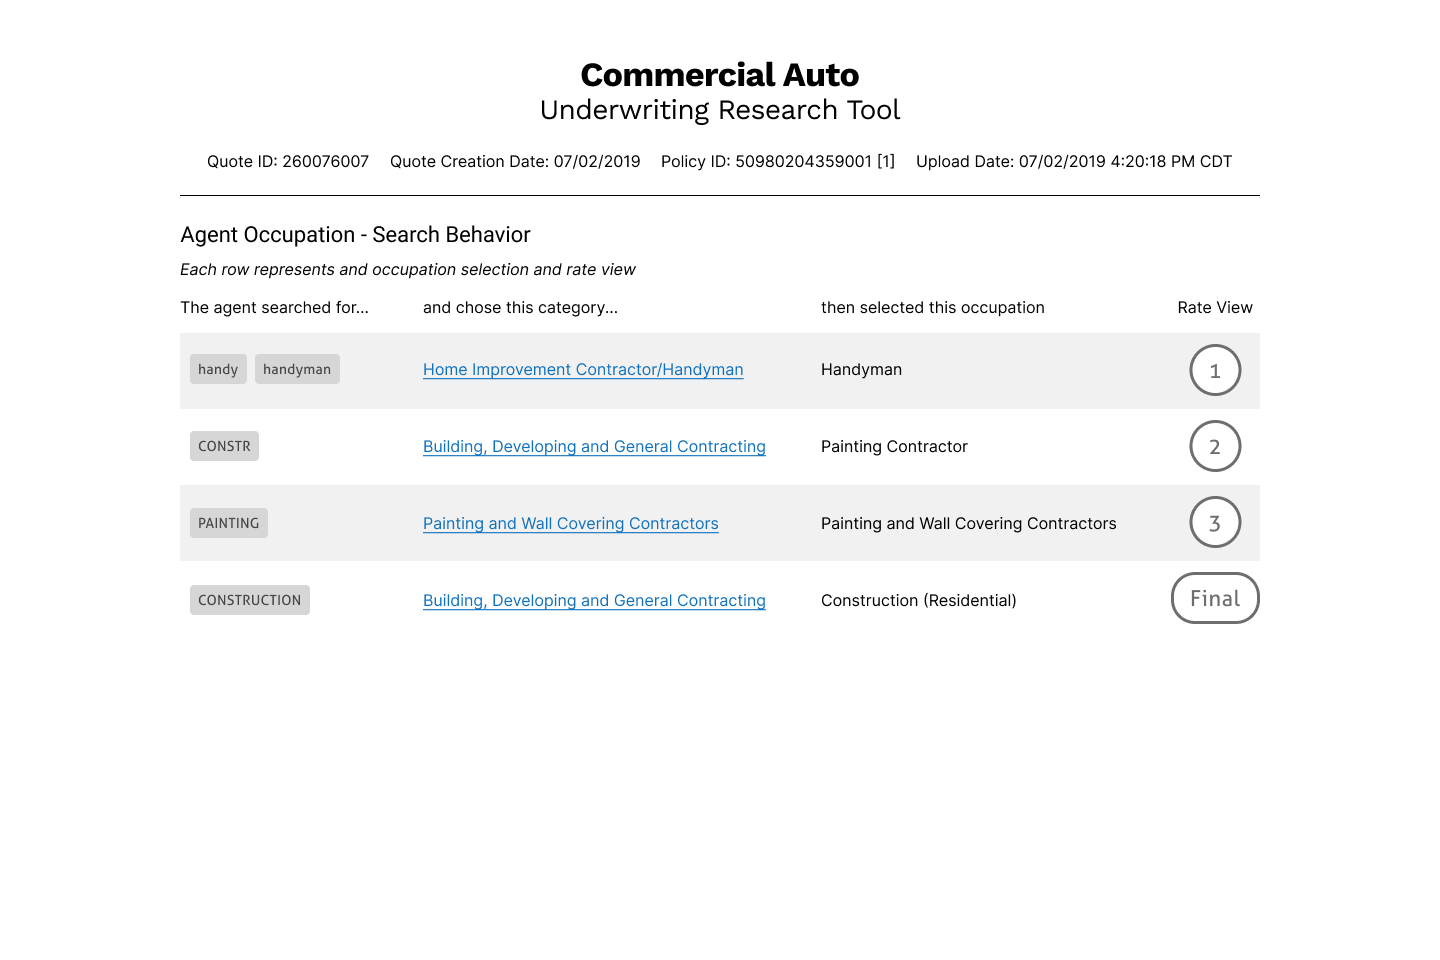 Commercial Auto
Underwriting Research Tool
Quote ID: 260076007 Quote Creation Date: 07/02/2019 Policy ID: 50980204359001 [1] Upload Date: 07/02/2019 4:20:18 PM CDT
Agent Occupation - Search Behavior
Each row represents and occupation selection and rate view
The agent searched for... and chose this category... then selected this occupation Rate View
handy handyman Home Improvement Contractor/Handyman Handyman 1
CONSTR Building, Developing and General Contracting Painting Contractor 2
PAINTING Painting and Wall Covering Contractors Painting and Wall Covering Contractors 3
CONSTRUCTION Building, Developing and General Contracting Construction (Residential) Final